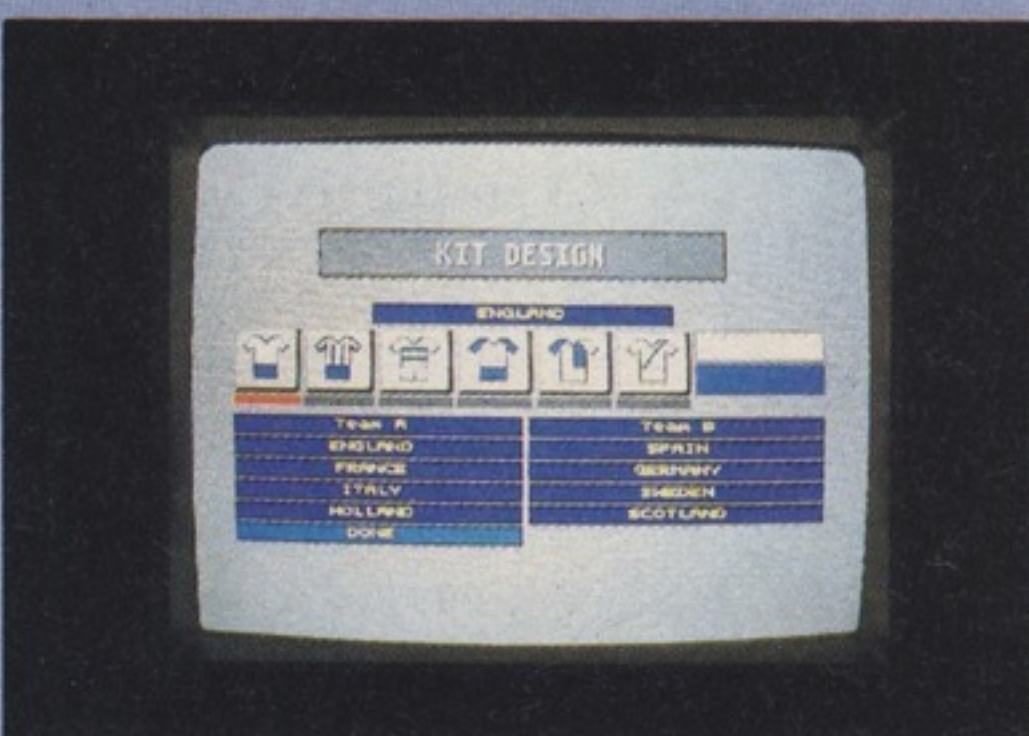 KIT DESIGN
ENGLAND
Team A Team B
ENGLAND SPAIN
FRANCE GERMANY
ITALY SWEDEN
HOLLAND SCOTLAND
DONE